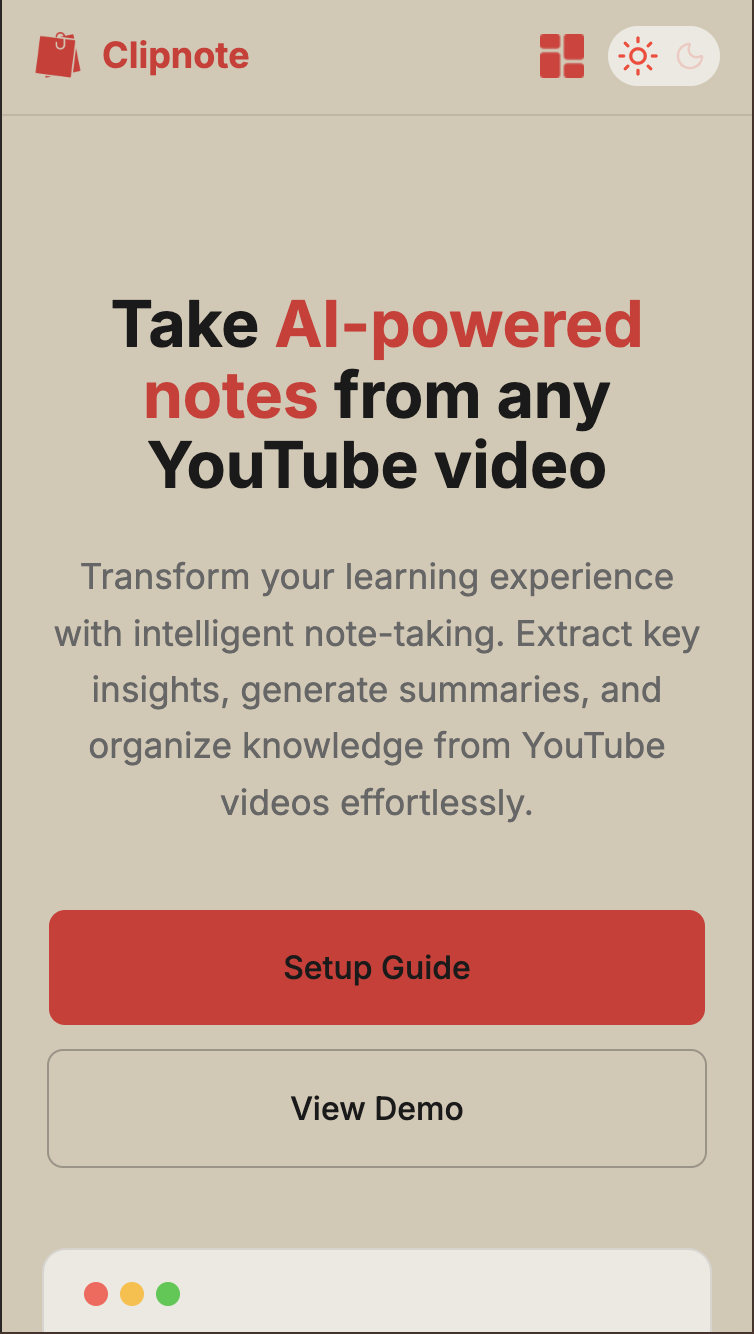 Clipnote
Take AI-powered
notes from any
YouTube video
Transform your learning experience
with intelligent note-taking. Extract key
insights, generate summaries, and
organize knowledge from YouTube
videos effortlessly.
Setup Guide
View Demo